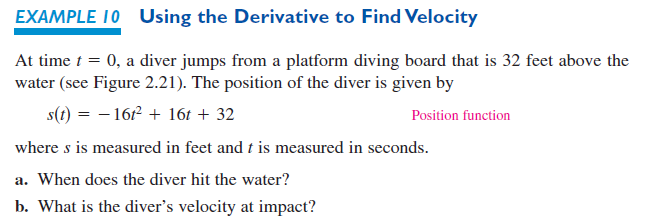 EXAMPLE 10 Using the Derivative to Find Velocity
At time t = 0, a diver jumps from a platform diving board that is 32 feet above the
water (see Figure 2.21). The position of the diver is given by
s(t) = −16t² + 16t + 32 Position function
where s is measured in feet and t is measured in seconds.
a. When does the diver hit the water?
b. What is the diver's velocity at impact?